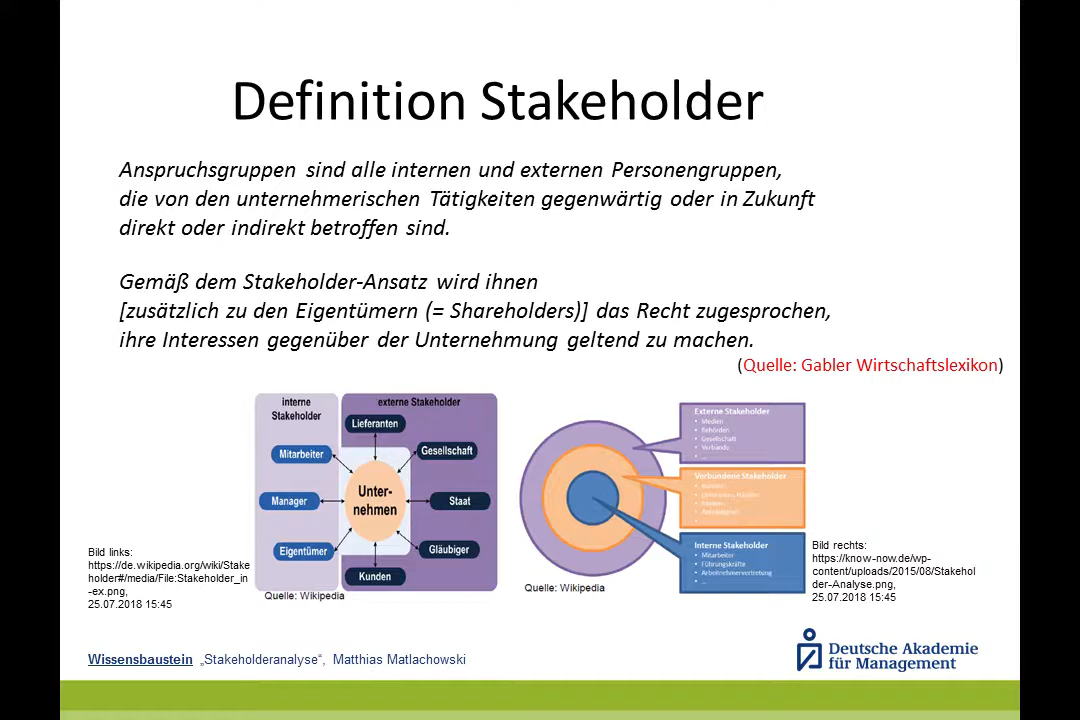 Definition Stakeholder
Anspruchsgruppen sind alle internen und externen Personengruppen,
die von den unternehmerischen Tätigkeiten gegenwärtig oder in Zukunft
direkt oder indirekt betroffen sind.
Gemäß dem Stakeholder-Ansatz wird ihnen
[zusätzlich zu den Eigentümern (= Shareholders)] das Recht zugesprochen,
ihre Interessen gegenüber der Unternehmung geltend zu machen.
(Quelle: Gabler Wirtschaftslexikon)
interne
Stakeholder
externe Stakeholder
Lieferanten
Mitarbeiter
Gesellschaft
Manager
Unter-
nehmen
Staat
Eigentümer
Gläubiger
Kunden
Quelle: Wikipedia
Bild links:
https://de.wikipedia.org/wiki/Stake
holder#/media/File:Stakeholder_in
-ex.png,
25.07.2018 15:45
Externe Stakeholder
• Medien
• Behörden
• Gesellschaft
• Verbände
• ...
Verbundene Stakeholder
Interne Stakeholder
• Mitarbeiter
• Führungskräfte
• Arbeitnehmervertretung
• ...
Quelle: Wikipedia
Bild rechts:
https://know-now.de/wp-
content/uploads/2015/08/Stakehol
der-Analyse.png,
25.07.2018 15:45
Wissensbaustein „Stakeholderanalyse“, Matthias Matlachowski
Deutsche Akademie
für Management